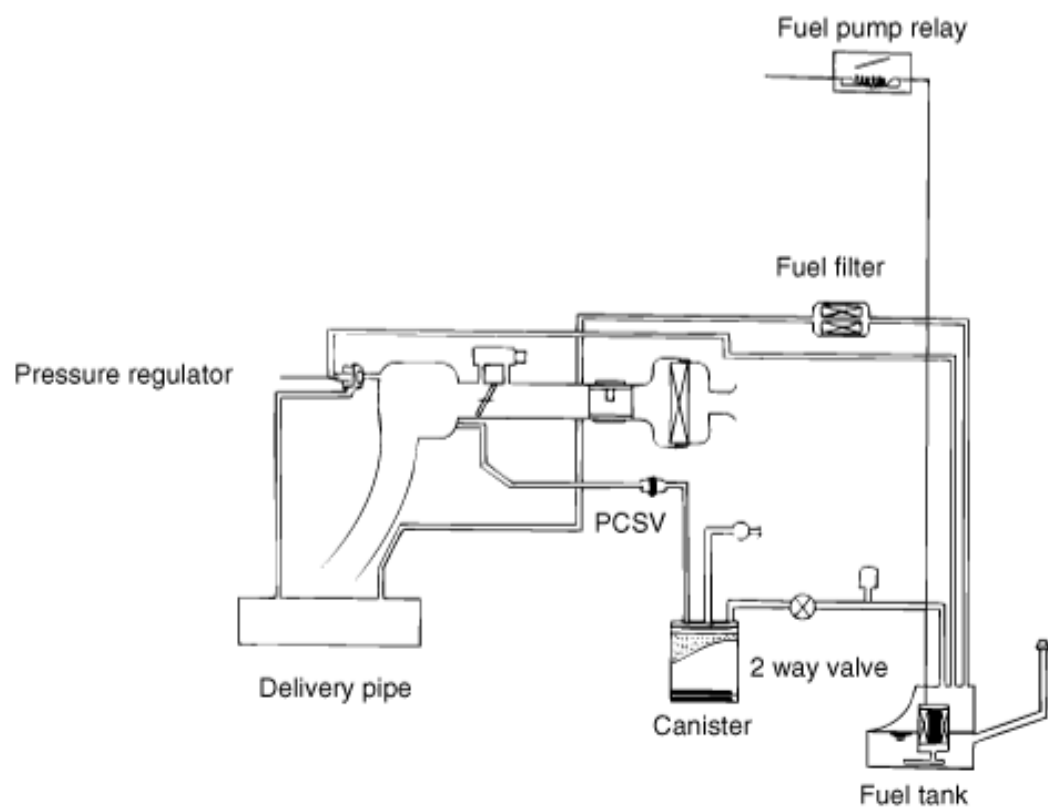 Fuel pump relay
Fuel filter
Pressure regulator
PCSV
2 way valve
Delivery pipe
Canister
Fuel tank